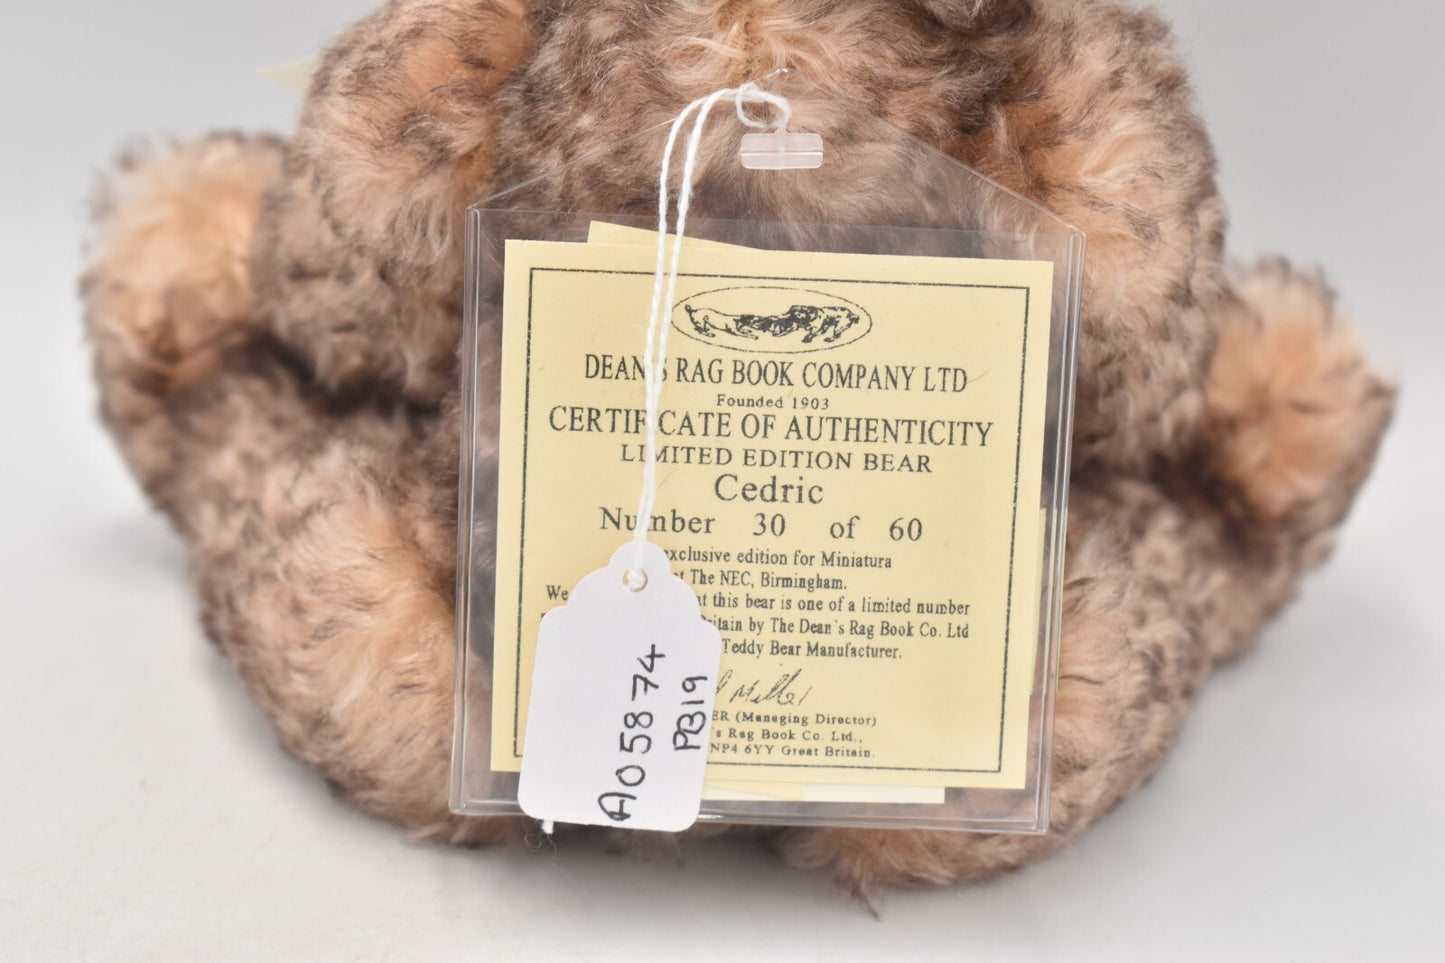 DEAN'S RAG BOOK COMPANY LTD
Founded 1903
CERTIFICATE OF AUTHENTICITY
LIMITED EDITION BEAR
Cedric
Number 30 of 60
exclusive edition for Miniatura
at The NEC, Birmingham.
We this bear is one of a limited number
by The Dean's Rag Book Co. Ltd
Teddy Bear Manufacturer.
(Managing Director)
Rag Book Co. Ltd.,
NP4 6YY Great Britain.
A05874
PB19